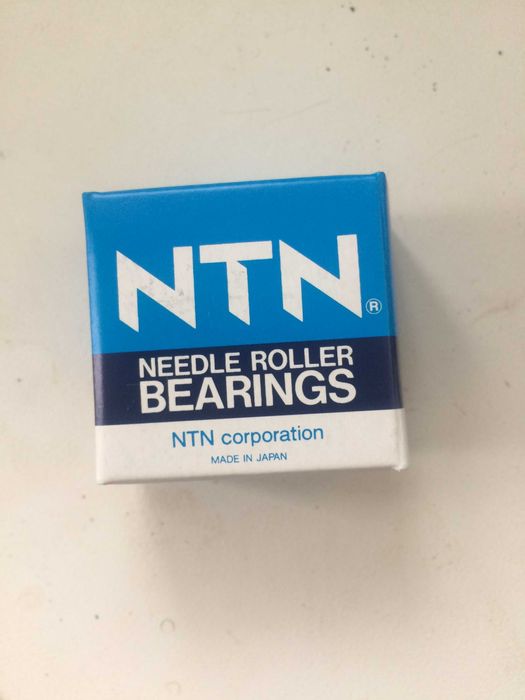 NTN®
NEEDLE ROLLER
BEARINGS
NTN corporation
MADE IN JAPAN